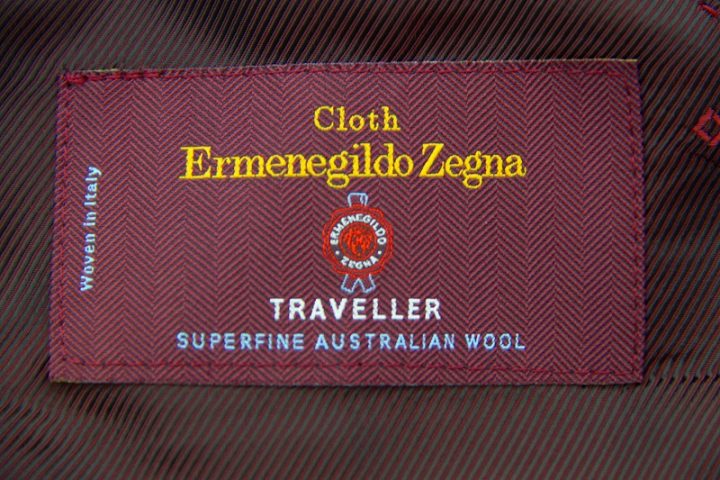 Cloth
Ermenegildo Zegna
Woven in Italy
ERMENEGILDO
ZEGNA
TRAVELLER
SUPERFINE AUSTRALIAN WOOL